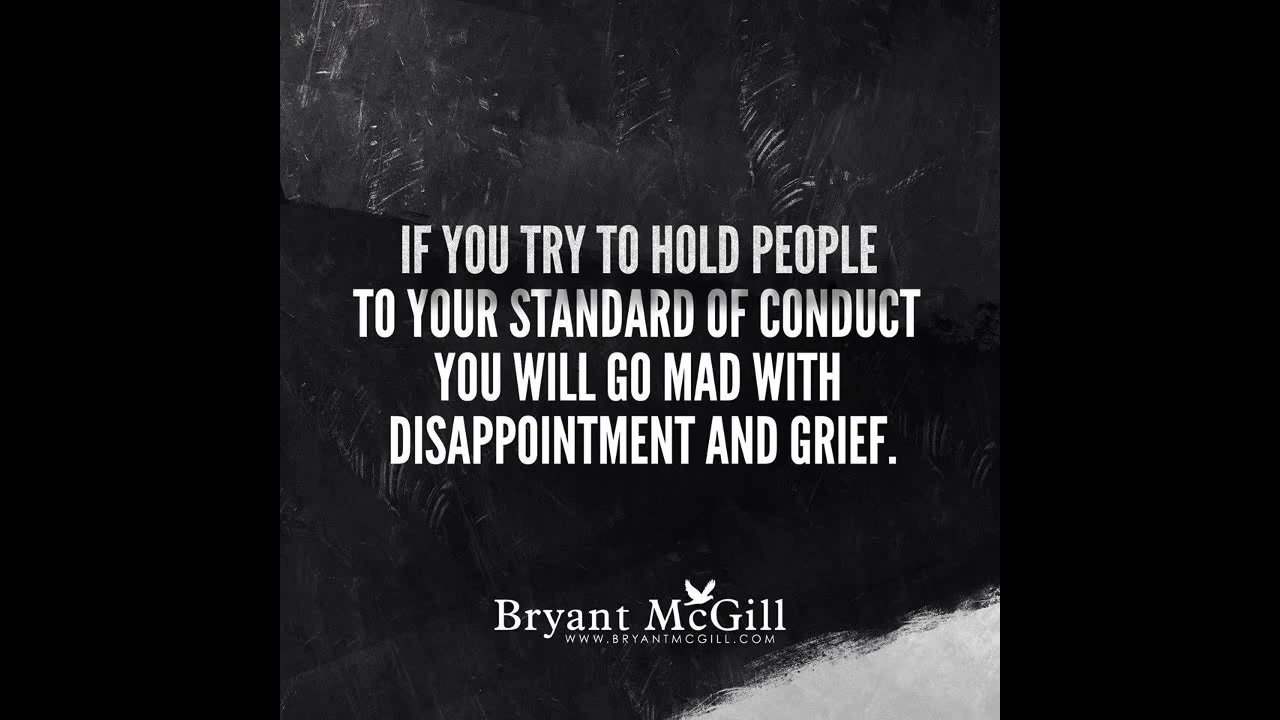 IF YOU TRY TO HOLD PEOPLE
TO YOUR STANDARD OF CONDUCT
YOU WILL GO MAD WITH
DISAPPOINTMENT AND GRIEF.
Bryant McGill
WWW.BRYANTMCGILL.COM